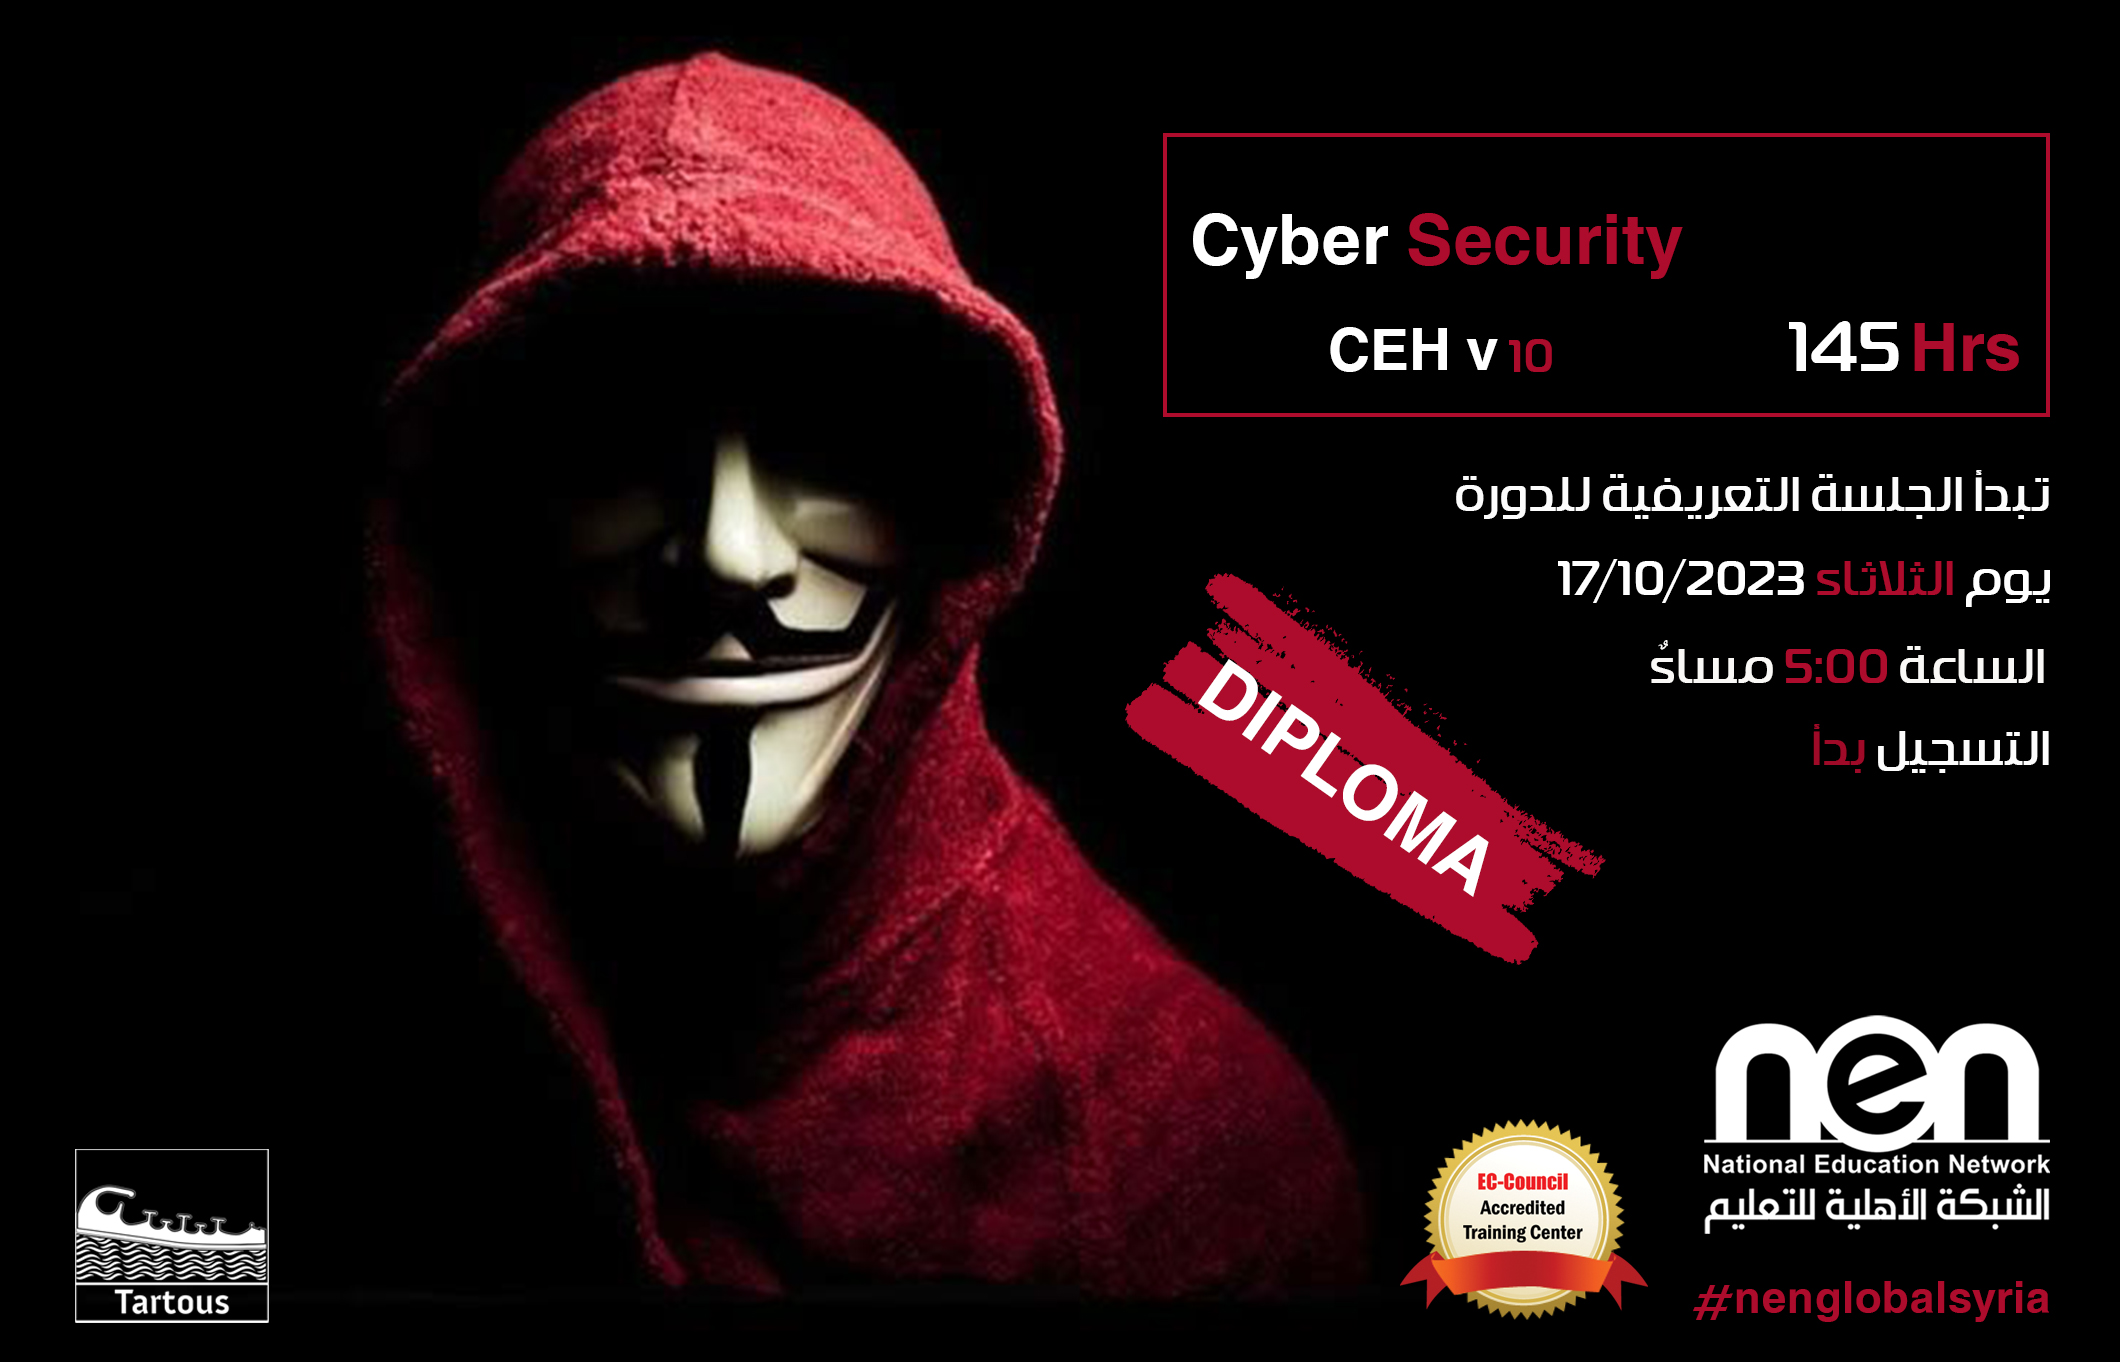 Cyber Security
CEH v 10
145 Hrs
تبدأ الجلسة التعريفية للدورة
يوم الثلاثاء 17/10/2023
الساعة 5:00 مساءً
التسجيل بدأ
DIPLOMA
nen
National Education Network
الشبكة الأهلية للتعليم
EC-Council
Accredited
Training Center
Tartous
#nenglobalsyria